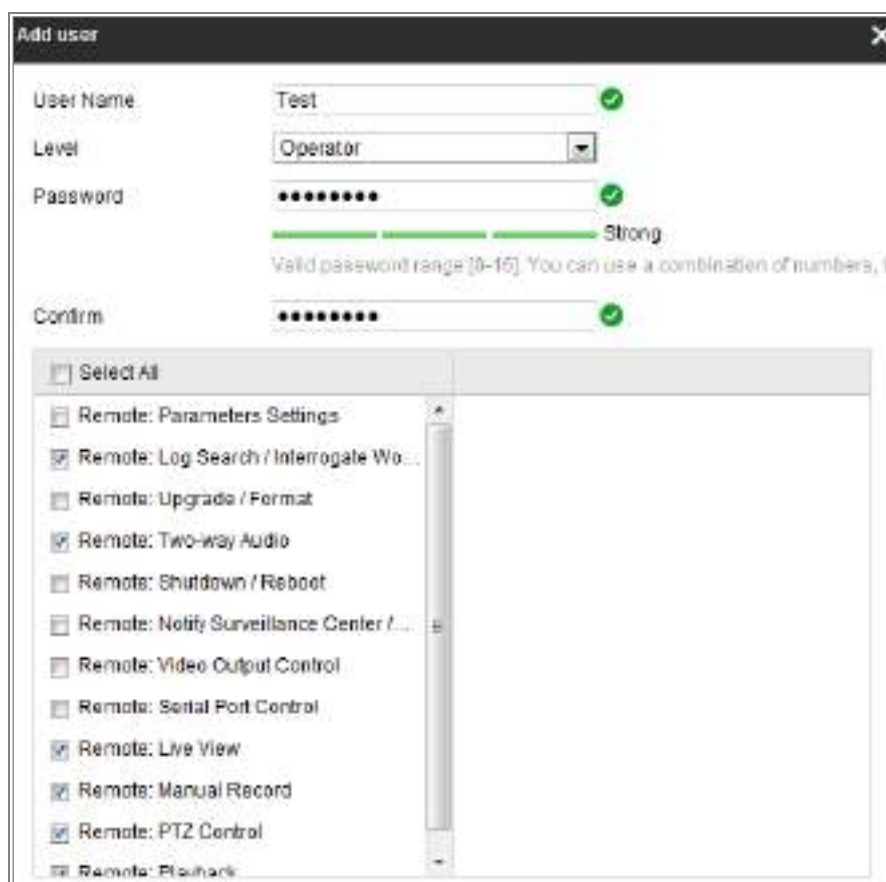 Add user
User Name Test
Level Operator
Password ••••••••
Strong
Valid password range [8-16]. You can use a combination of numbers,
Confirm ••••••••
Select All
Remote: Parameters Settings
Remote: Log Search / Interrogate Wo...
Remote: Upgrade / Format
Remote: Two-way Audio
Remote: Shutdown / Reboot
Remote: Notify Surveillance Center /...
Remote: Video Output Control
Remote: Serial Port Control
Remote: Live View
Remote: Manual Record
Remote: PTZ Control
Remote: Playback